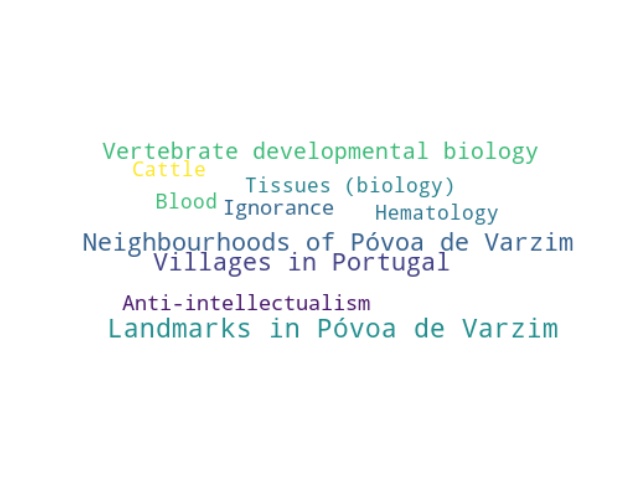 Vertebrate developmental biology
Cattle
Tissues (biology)
Blood
Ignorance
Hematology
Neighbourhoods of Póvoa de Varzim
Villages in Portugal
Anti-intellectualism
Landmarks in Póvoa de Varzim